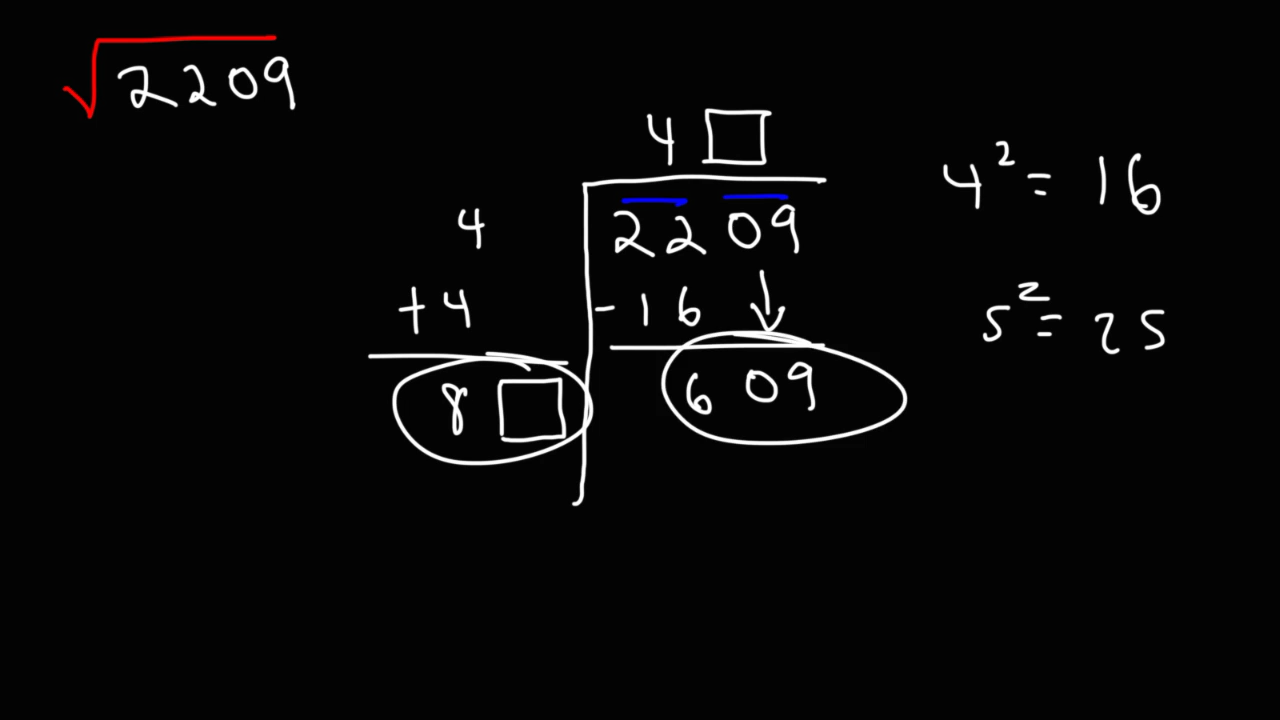 √2209
4 □
4² = 16
4 2209
+4 -16 ↓
5² = 25
8 □ 609